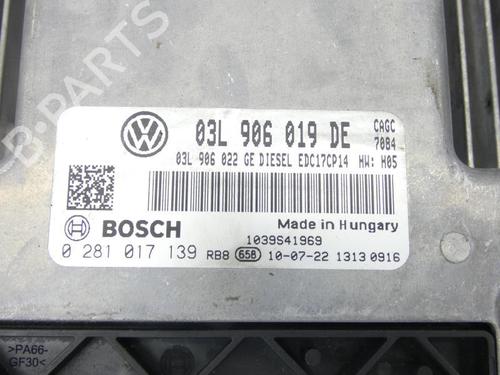 B-PARTS
03L 906 019 DE CAGC
7084
03L 906 022 GE DIESEL EDC17CP14 HW: H05
BOSCH
Made in Hungary
1039S41969
0 281 017 139 RB8 658 10-07-22 1313 0916
>PA66-
GF30<